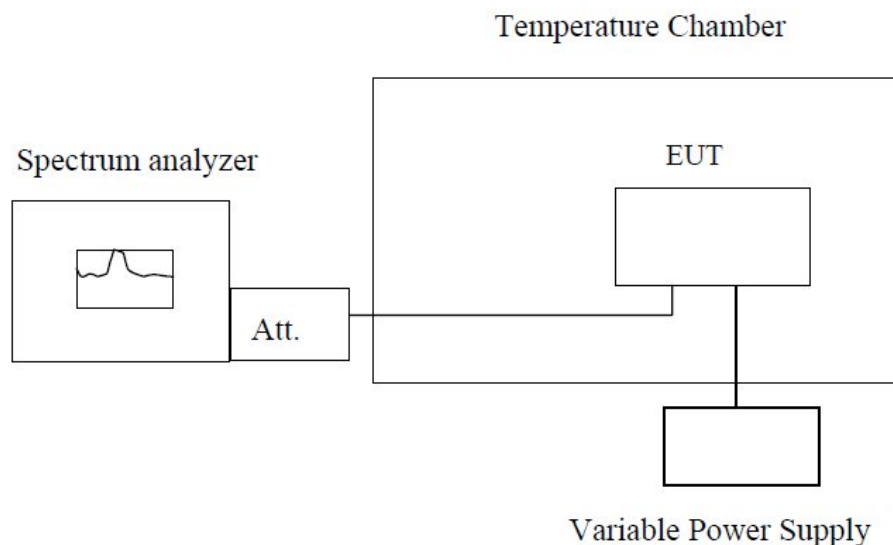 Temperature Chamber
Spectrum analyzer
EUT
Att.
Variable Power Supply